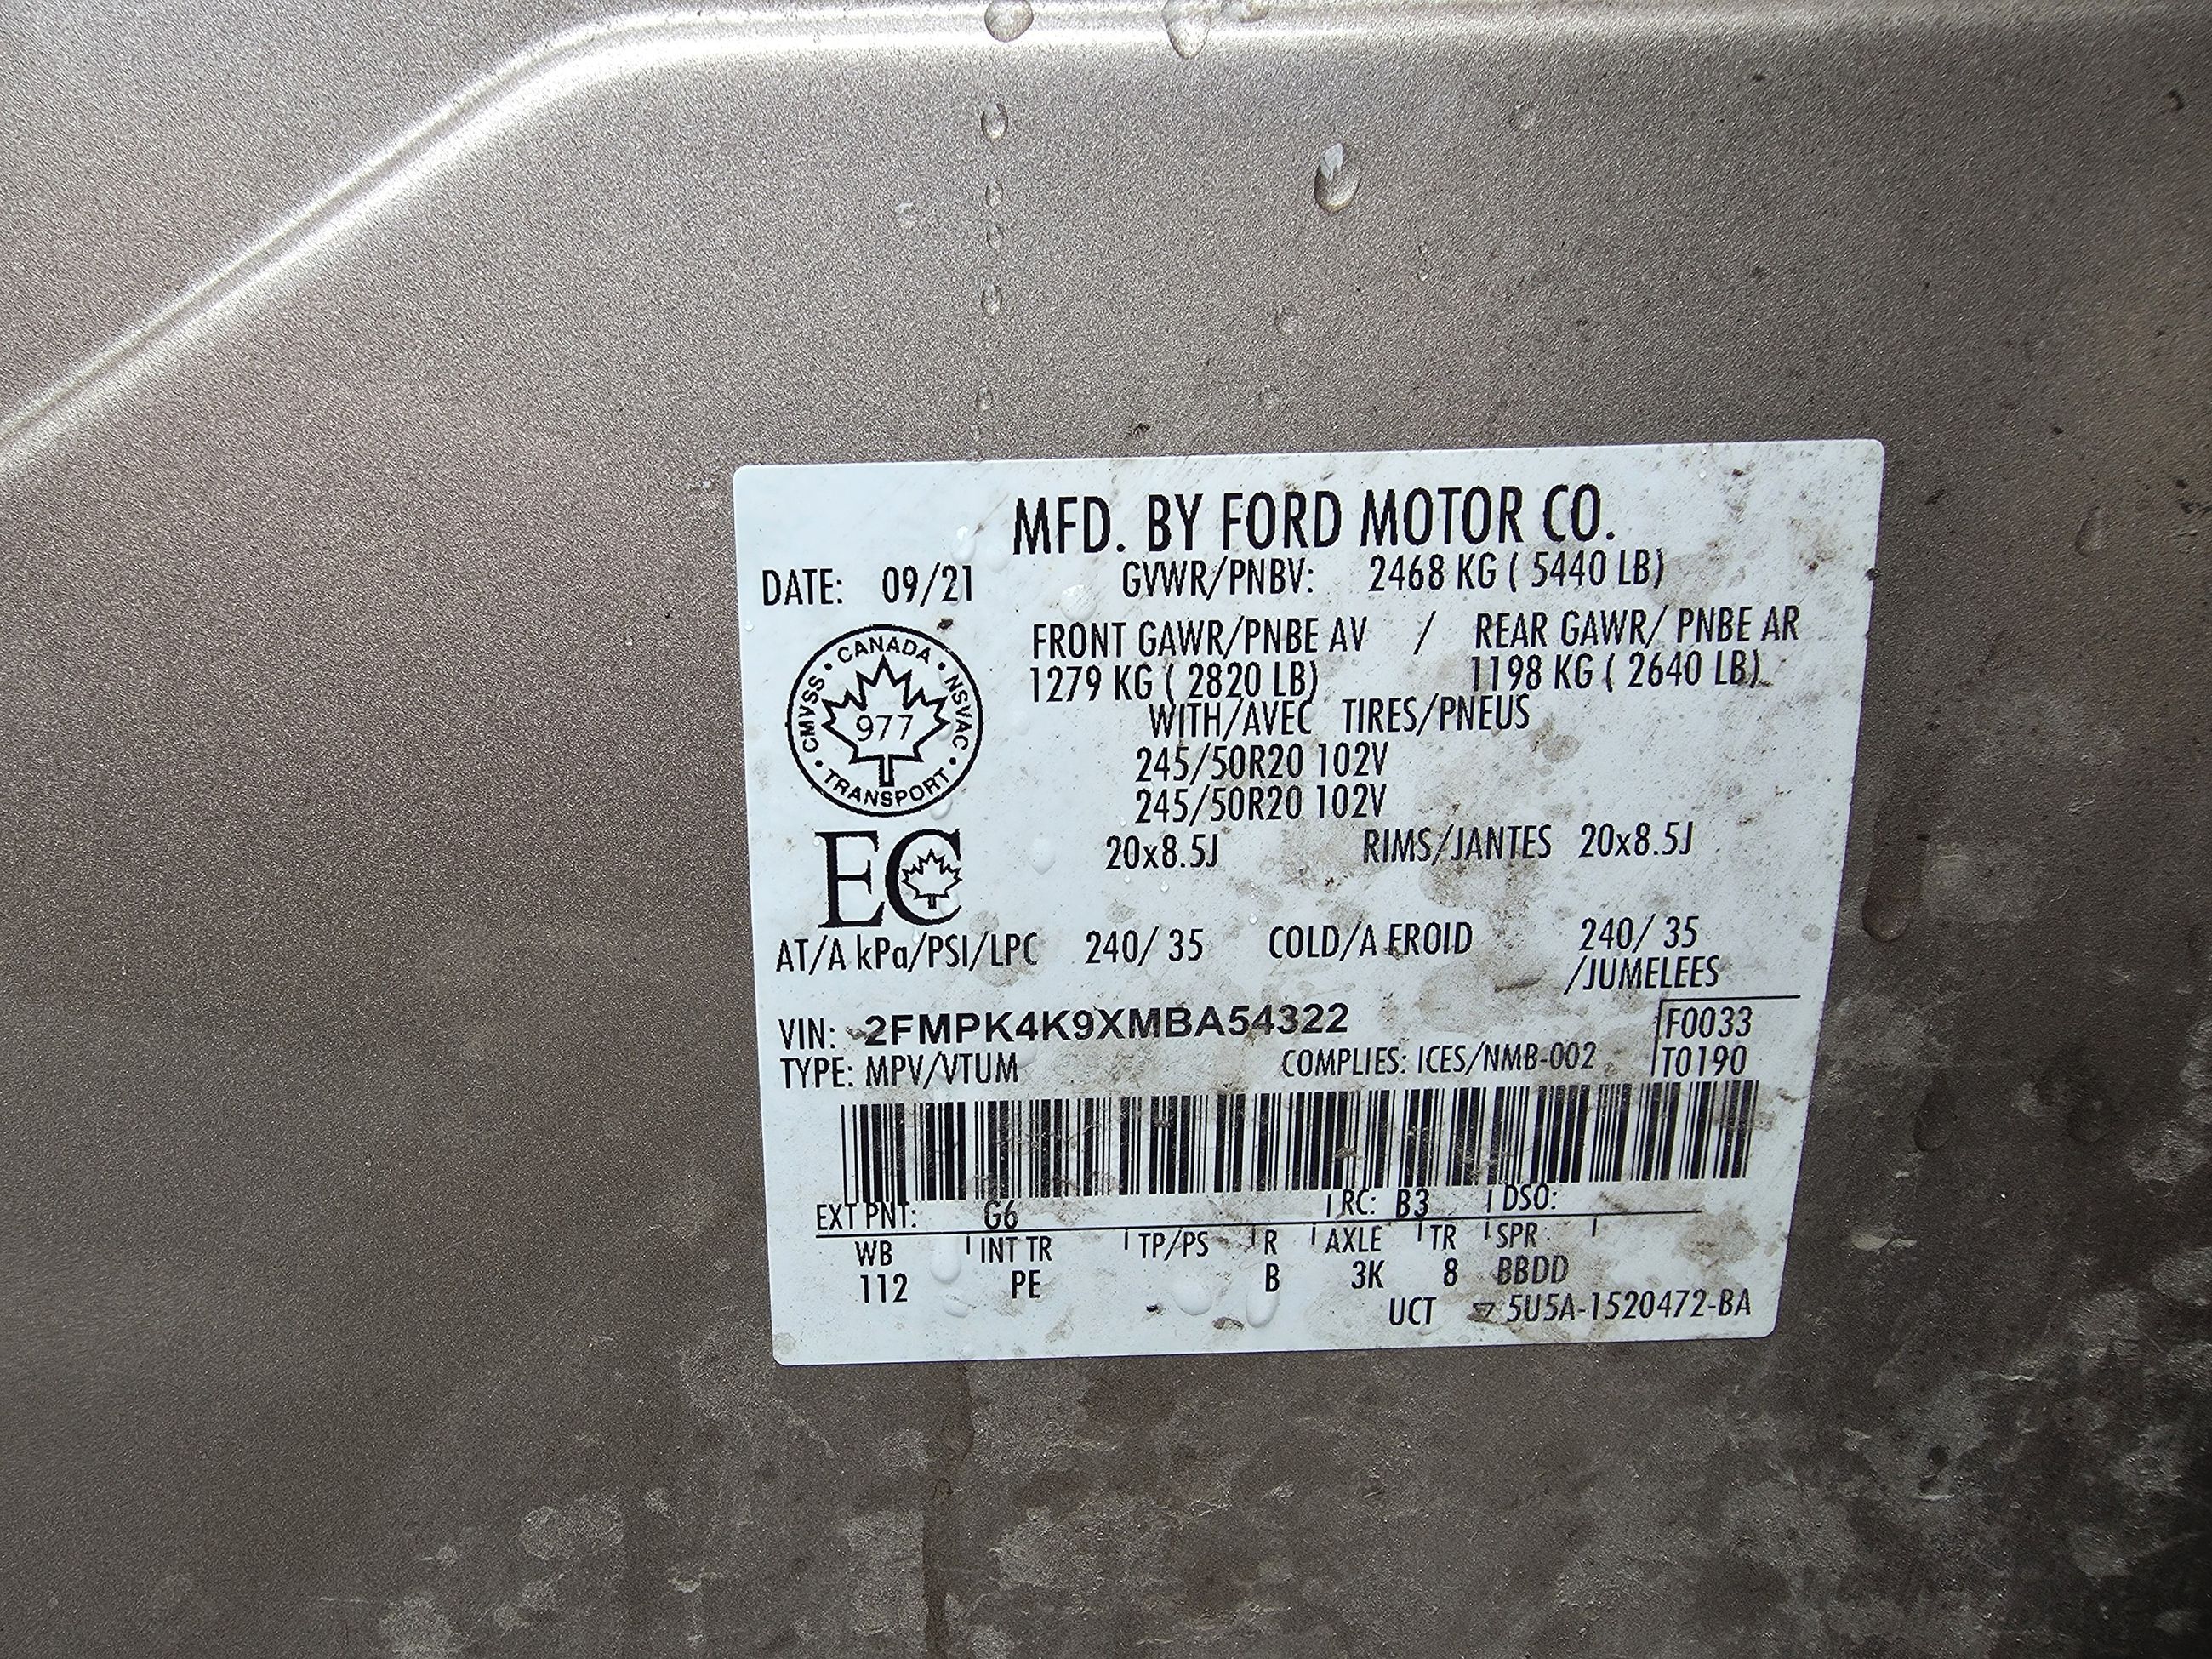 MFD. BY FORD MOTOR CO.
DATE: 09/21 GVWR/PNBV: 2468 KG ( 5440 LB)
FRONT GAWR/PNBE AV / REAR GAWR/ PNBE AR
1279 KG ( 2820 LB) 1198 KG ( 2640 LB)
WITH/AVEC TIRES/PNEUS
245/50R20 102V
245/50R20 102V
20x8.5J RIMS/JANTES 20x8.5J
CANADA • NSVAC • TRANSPORT • CMVSS •
977
EC
AT/A kPa/PSI/LPC 240/ 35 COLD/A FROID 240/ 35
/JUMELEES
VIN: 2FMPK4K9XMBA54322 F0033
TYPE: MPV/VTUM COMPLIES: ICES/NMB-002 T0190
EXT PNT: G6 RC: B3 DSO:
WB INT TR TP/PS R AXLE TR SPR
112 PE B 3K 8 BBDD
UCT 5U5A-1520472-BA